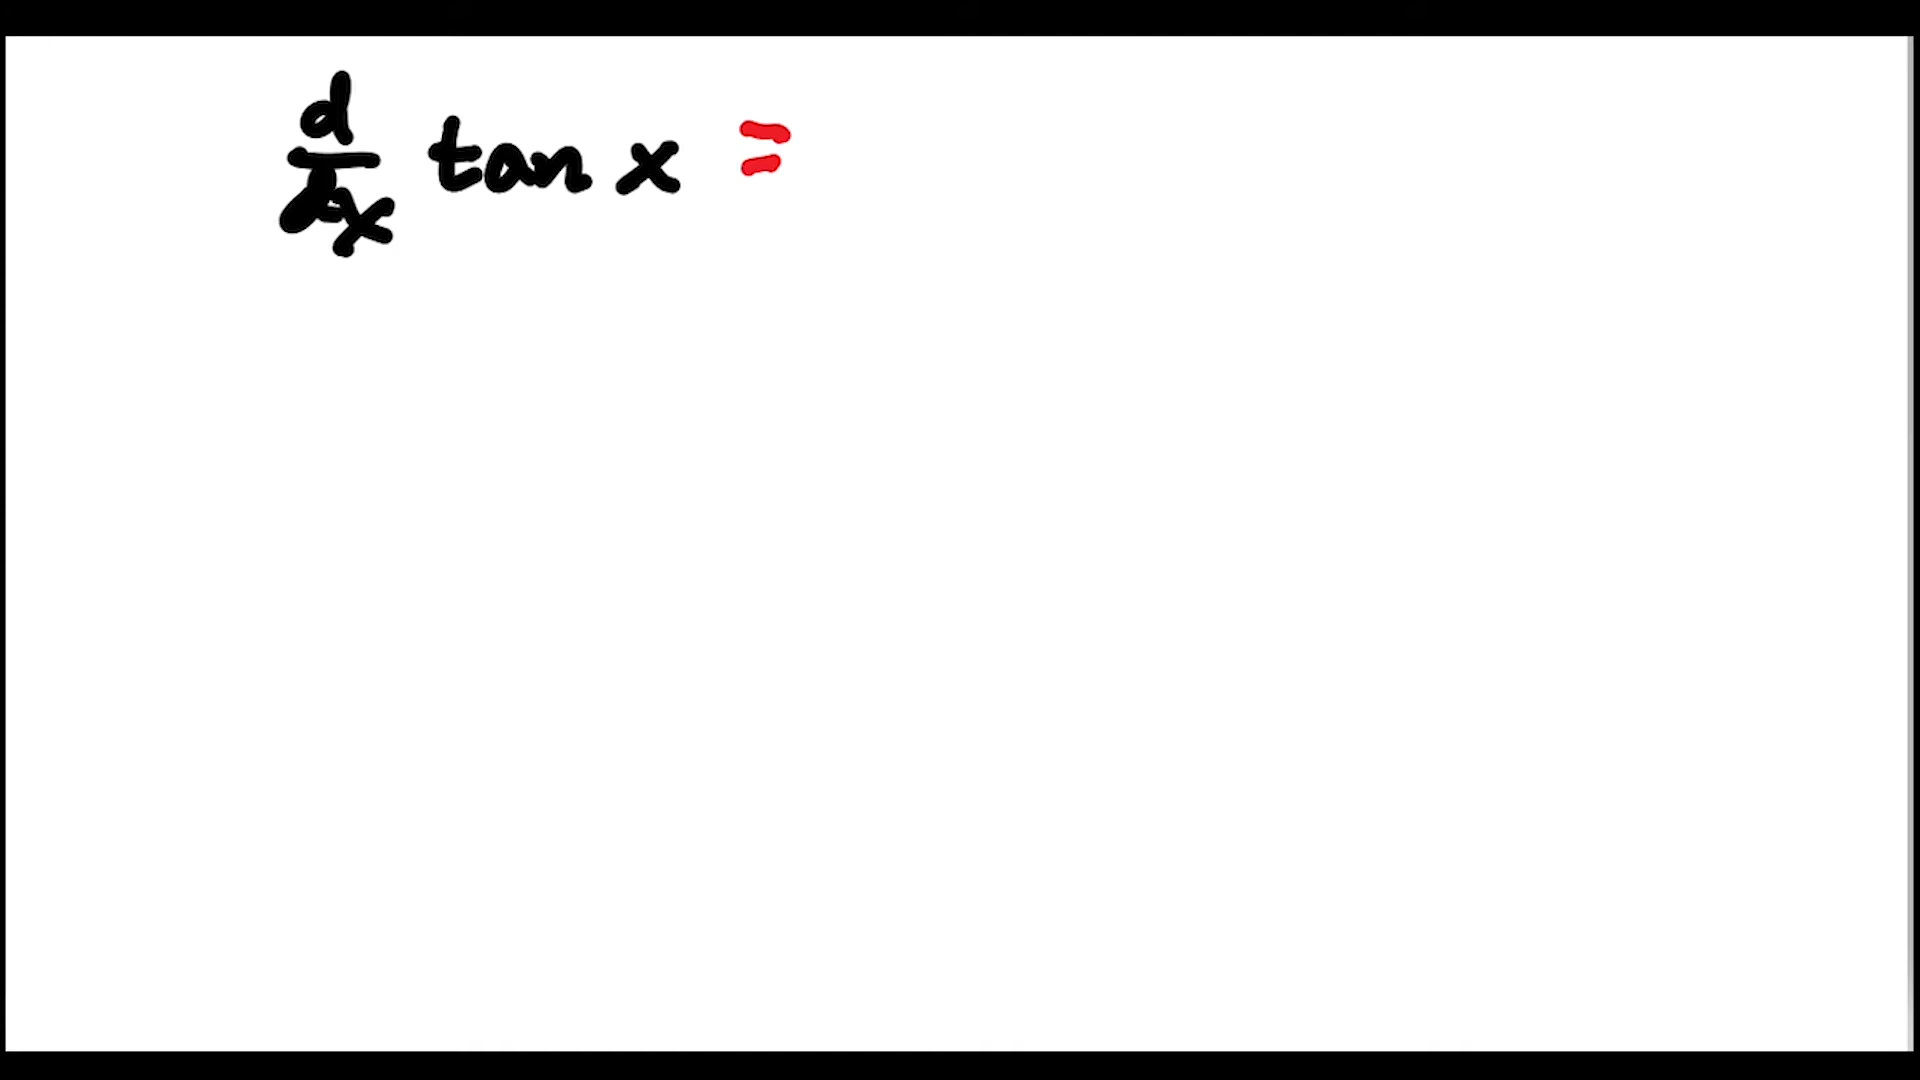 d/dx tan x =